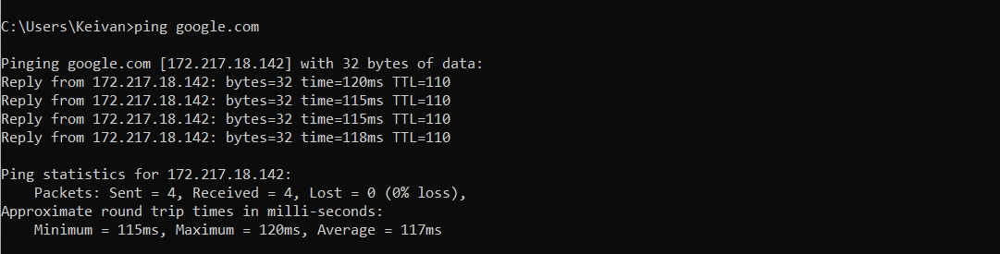 C:\Users\Keivan>ping google.com
Pinging google.com [172.217.18.142] with 32 bytes of data:
Reply from 172.217.18.142: bytes=32 time=120ms TTL=110
Reply from 172.217.18.142: bytes=32 time=115ms TTL=110
Reply from 172.217.18.142: bytes=32 time=115ms TTL=110
Reply from 172.217.18.142: bytes=32 time=118ms TTL=110
Ping statistics for 172.217.18.142:
    Packets: Sent = 4, Received = 4, Lost = 0 (0% loss),
Approximate round trip times in milli-seconds:
    Minimum = 115ms, Maximum = 120ms, Average = 117ms